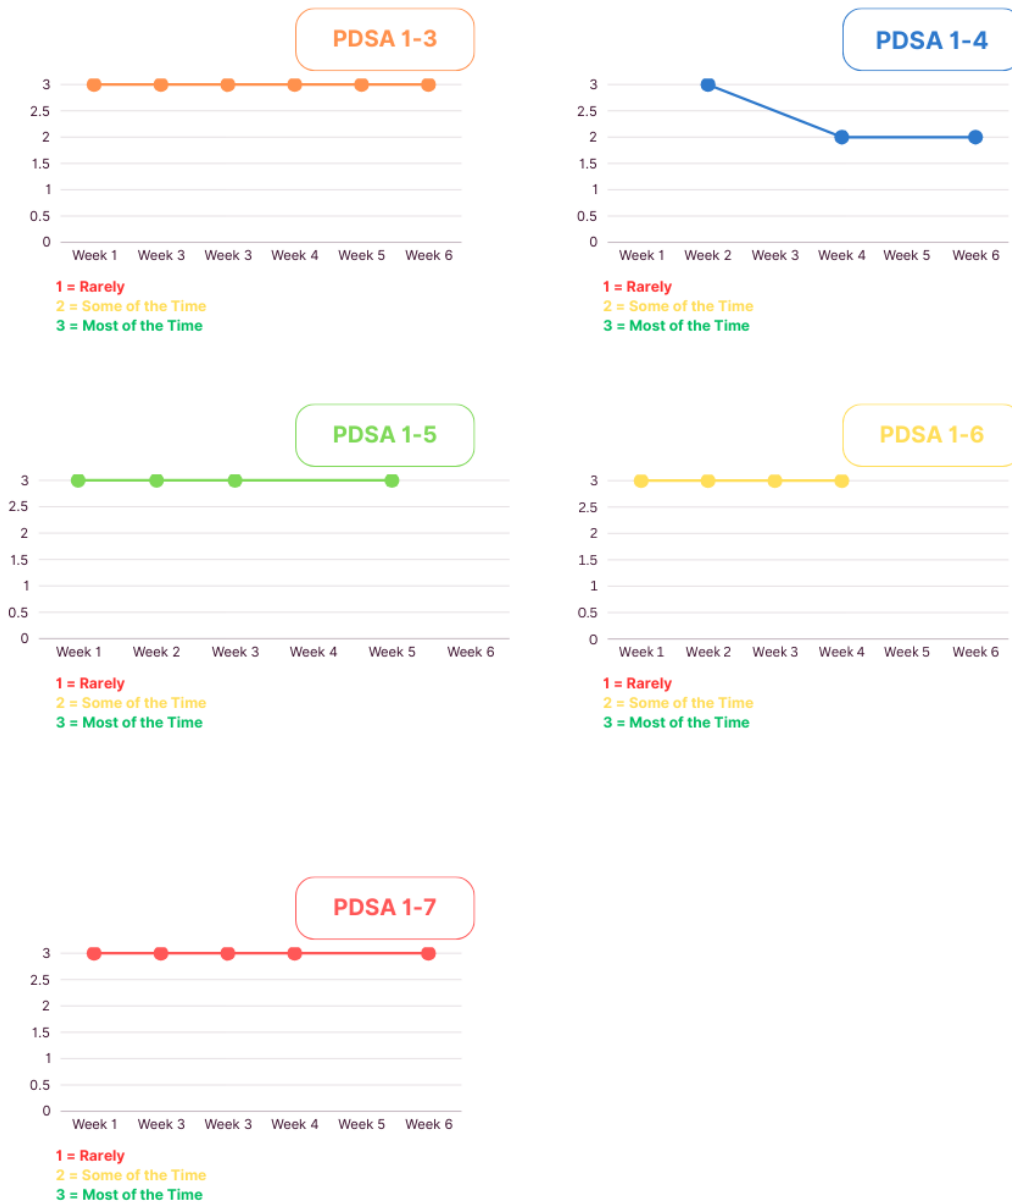 PDSA 1-3
3
2.5
2
1.5
1
0.5
0
Week 1 Week 3 Week 3 Week 4 Week 5 Week 6
1 = Rarely
2 = Some of the Time
3 = Most of the Time
PDSA 1-4
3
2.5
2
1.5
1
0.5
0
Week 1 Week 2 Week 3 Week 4 Week 5 Week 6
1 = Rarely
2 = Some of the Time
3 = Most of the Time
PDSA 1-5
3
2.5
2
1.5
1
0.5
0
Week 1 Week 2 Week 3 Week 4 Week 5 Week 6
1 = Rarely
2 = Some of the Time
3 = Most of the Time
PDSA 1-6
3
2.5
2
1.5
1
0.5
0
Week 1 Week 2 Week 3 Week 4 Week 5 Week 6
1 = Rarely
2 = Some of the Time
3 = Most of the Time
PDSA 1-7
3
2.5
2
1.5
1
0.5
0
Week 1 Week 3 Week 3 Week 4 Week 5 Week 6
1 = Rarely
2 = Some of the Time
3 = Most of the Time